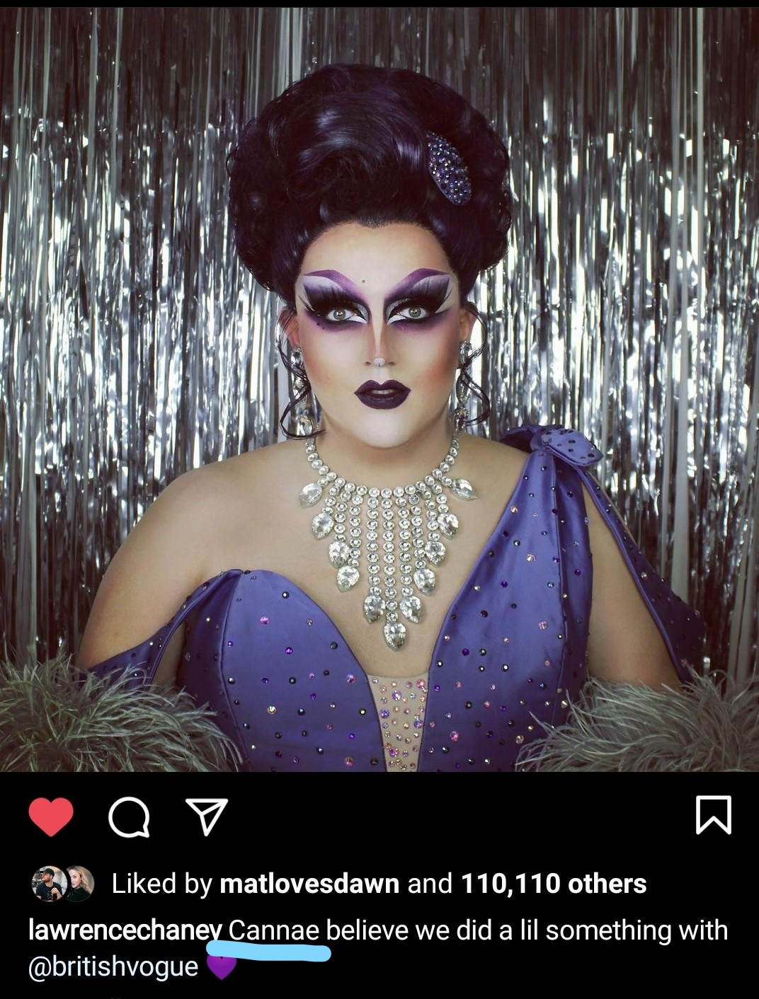 Liked by matlovesdawn and 110,110 others
lawrencechaney Cannae believe we did a lil something with
@britishvogue 💜